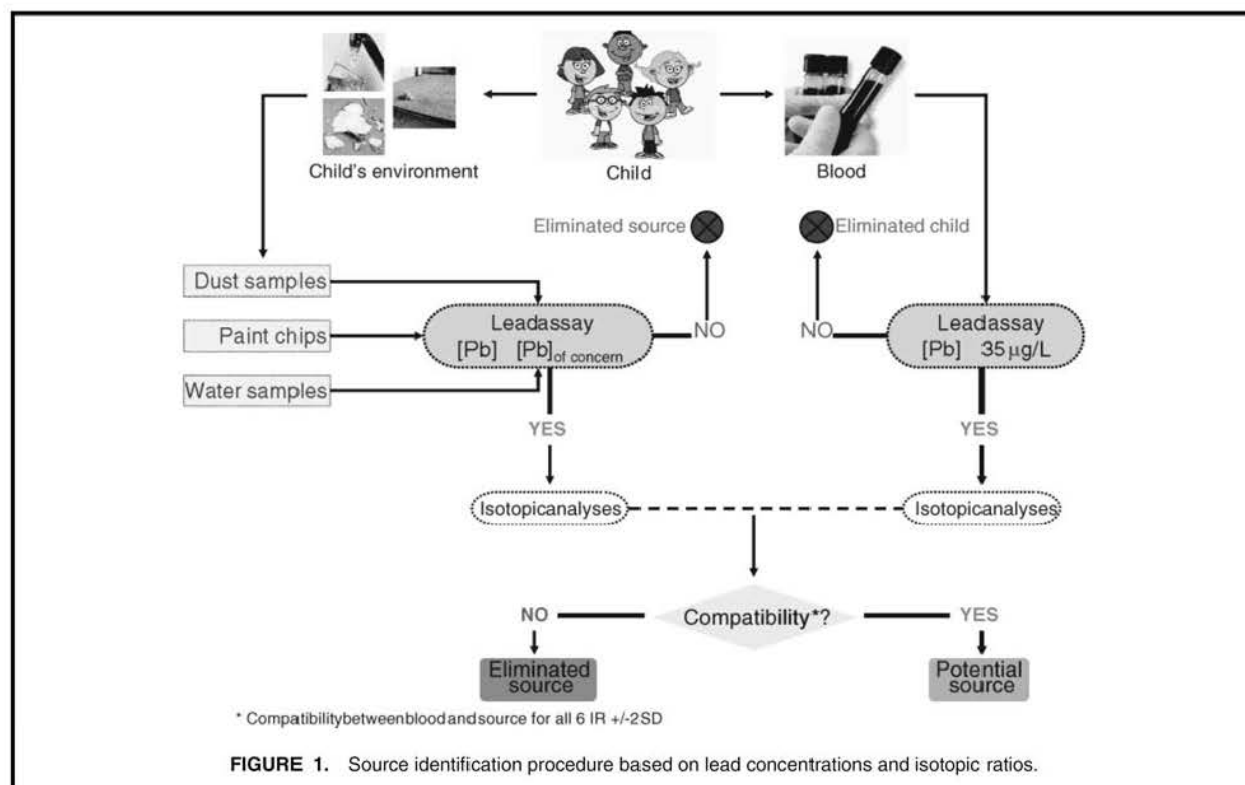 Child's environment
Child
Blood
Eliminated source
Eliminated child
Dust samples
Paint chips
Water samples
Leadassay
[Pb] [Pb]of concern
NO
NO
Leadassay
[Pb] 35 µg/L
YES
YES
Isotopicanalyses
Isotopicanalyses
NO
Compatibility*?
YES
Eliminated
source
Potential
source
* Compatibilitybetweenbloodandsource for all 6 IR +/-2SD
FIGURE 1. Source identification procedure based on lead concentrations and isotopic ratios.